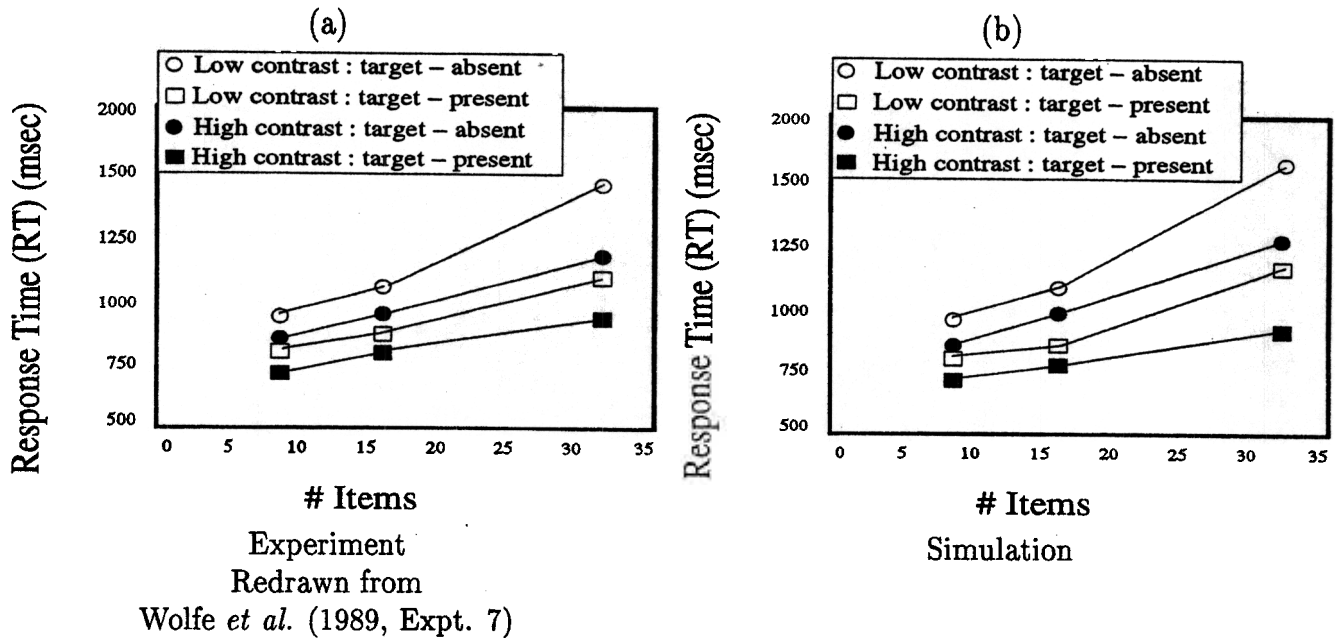 (a)
○ Low contrast : target – absent
□ Low contrast : target – present
● High contrast : target – absent
■ High contrast : target – present
Response Time (RT) (msec)
2000
1500
1250
1000
750
500
0 5 10 15 20 25 30 35
# Items
Experiment
Redrawn from
Wolfe et al. (1989, Expt. 7)
(b)
○ Low contrast : target – absent
□ Low contrast : target – present
● High contrast : target – absent
■ High contrast : target – present
Response Time (RT) (msec)
2000
1500
1250
1000
750
500
0 5 10 15 20 25 30 35
# Items
Simulation